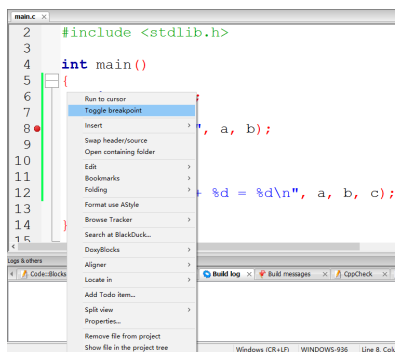 main.c ×
2 #include <stdlib.h>
3
4 int main()
5 {
6 ;
7
8 ", a, b);
9
10
11
12 + %d = %d\n", a, b, c);
13
14 }
15
Run to cursor
Toggle breakpoint
Insert >
Swap header/source
Open containing folder
Edit >
Bookmarks >
Folding >
Format use AStyle
Browse Tracker >
Search at BlackDuck...
DoxyBlocks >
Aligner >
Locate in >
Add Todo item...
Split view >
Properties...
Remove file from project
Show file in the project tree
Logs & others
Code::Blocks Build log × Build messages × CppCheck ×
Windows (CR+LF) WINDOWS-936 Line 8, Colu